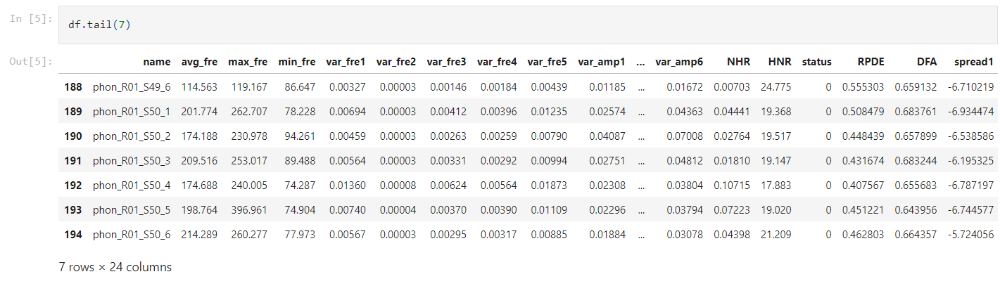 In [5]: df.tail(7)
Out[5]: name avg_fre max_fre min_fre var_fre1 var_fre2 var_fre3 var_fre4 var_fre5 var_amp1 ... var_amp6 NHR HNR status RPDE DFA spread1
188 phon_R01_S49_6 114.563 119.167 86.647 0.00327 0.00003 0.00146 0.00184 0.00439 0.01185 ... 0.01672 0.00703 24.775 0 0.555303 0.659132 -6.710219
189 phon_R01_S50_1 201.774 262.707 78.228 0.00694 0.00003 0.00412 0.00396 0.01235 0.02574 ... 0.04363 0.04441 19.368 0 0.508479 0.683761 -6.934474
190 phon_R01_S50_2 174.188 230.978 94.261 0.00459 0.00003 0.00263 0.00259 0.00790 0.04087 ... 0.07008 0.02764 19.517 0 0.448439 0.657899 -6.538586
191 phon_R01_S50_3 209.516 253.017 89.488 0.00564 0.00003 0.00331 0.00292 0.00994 0.02751 ... 0.04812 0.01810 19.147 0 0.431674 0.683244 -6.195325
192 phon_R01_S50_4 174.688 240.005 74.287 0.01360 0.00008 0.00624 0.00564 0.01873 0.02308 ... 0.03804 0.10715 17.883 0 0.407567 0.655683 -6.787197
193 phon_R01_S50_5 198.764 396.961 74.904 0.00740 0.00004 0.00370 0.00390 0.01109 0.02296 ... 0.03794 0.07223 19.020 0 0.451221 0.643956 -6.744577
194 phon_R01_S50_6 214.289 260.277 77.973 0.00567 0.00003 0.00295 0.00317 0.00885 0.01884 ... 0.03078 0.04398 21.209 0 0.462803 0.664357 -5.724056
7 rows × 24 columns